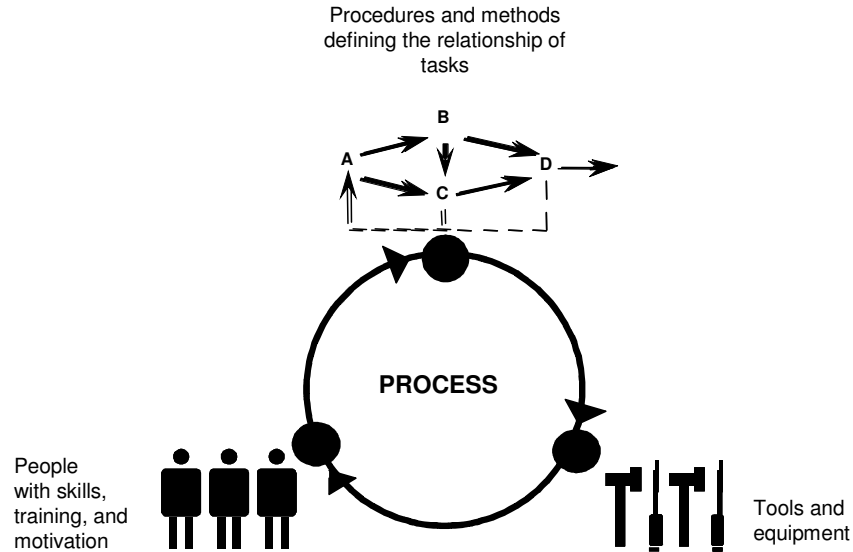 Procedures and methods
defining the relationship of
tasks
B
A
D
C
PROCESS
People
with skills,
training, and
motivation
Tools and
equipment